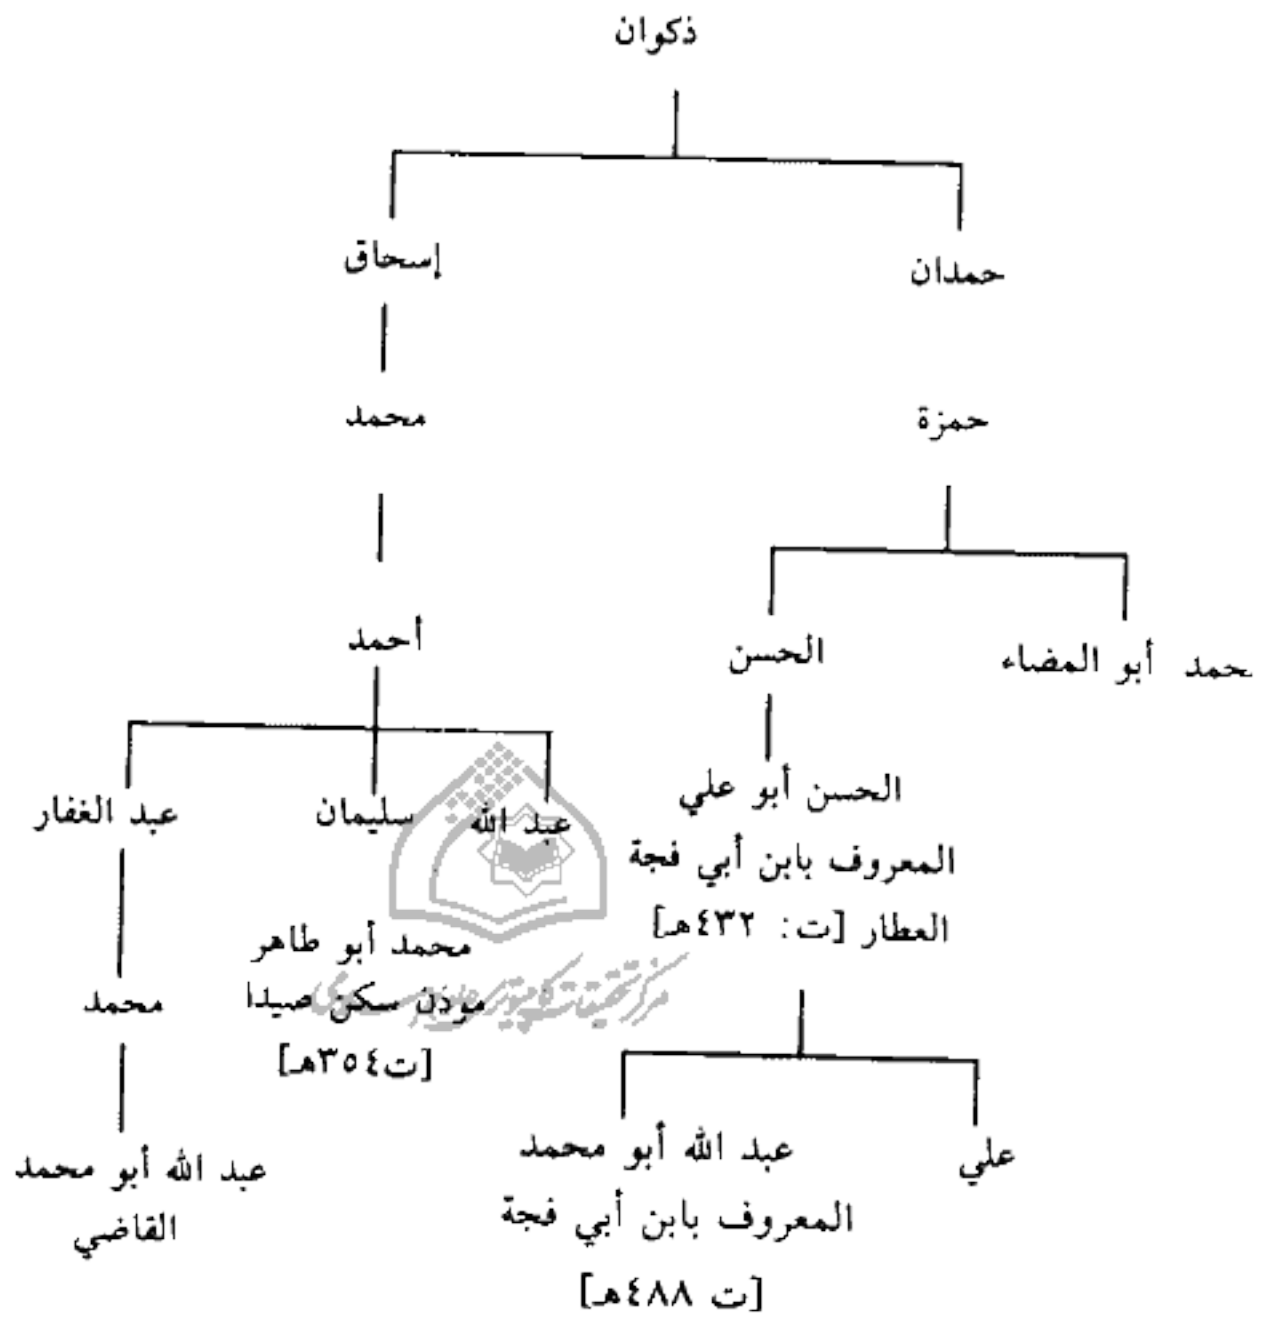 ذكوان
حمدان
إسحاق
حمزة
محمد
أحمد
حمد أبو المضاء
الحسن
عبد الله
سليمان
عبد الغفار
الحسن أبو علي
المعروف بابن أبي فجة
العطار [ت: ٤٣٢هـ]
محمد أبو طاهر
موذن سكن صيدا
[ت٣٥٤هـ]
محمد
علي
عبد الله أبو محمد
المعروف بابن أبي فجة
[ت ٤٨٨هـ]
عبد الله أبو محمد
القاضي